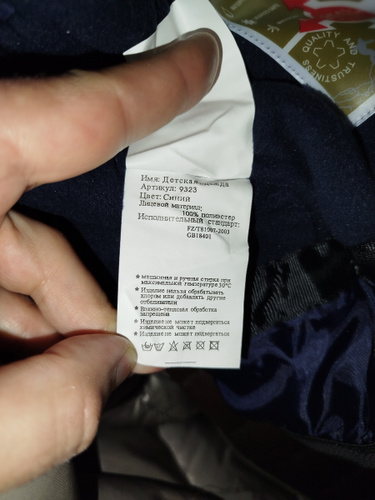 QUALITY AND TRUSTINESS
Имя: Детская одежда
Артикул: 9323
Цвет: Синий
Лицевой материал:
100% полиэстер
Исполнительный стандарт:
FZ/T81007-2003
GB18401
* Машинная и ручная стирка при
максимальной температуре 30°C
* Изделие нельзя обрабатывать
хлором или добавлять другие
отбеливатели
* Влажно-тепловая обработка
запрещена
* Изделие не может подвергаться
химической чистке
* Изделие не может подвергаться